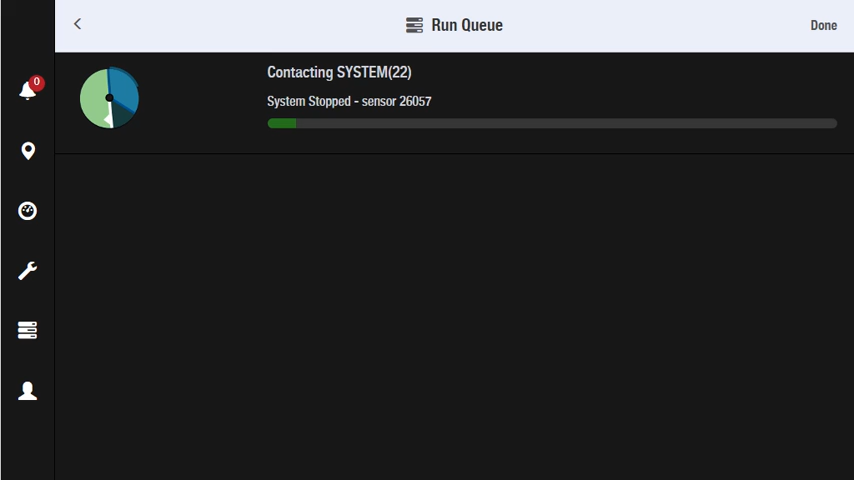 Run Queue
Done
0
Contacting SYSTEM(22)
System Stopped - sensor 26057